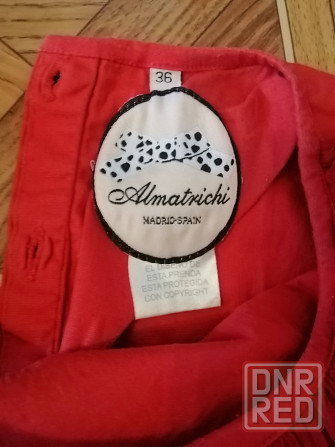 36
Almatrichi
MADRID-SPAIN
EL DISEÑO DE
ESTA PRENDA
ESTA PROTEGIDA
CON COPYRIGHT
DNR
RED